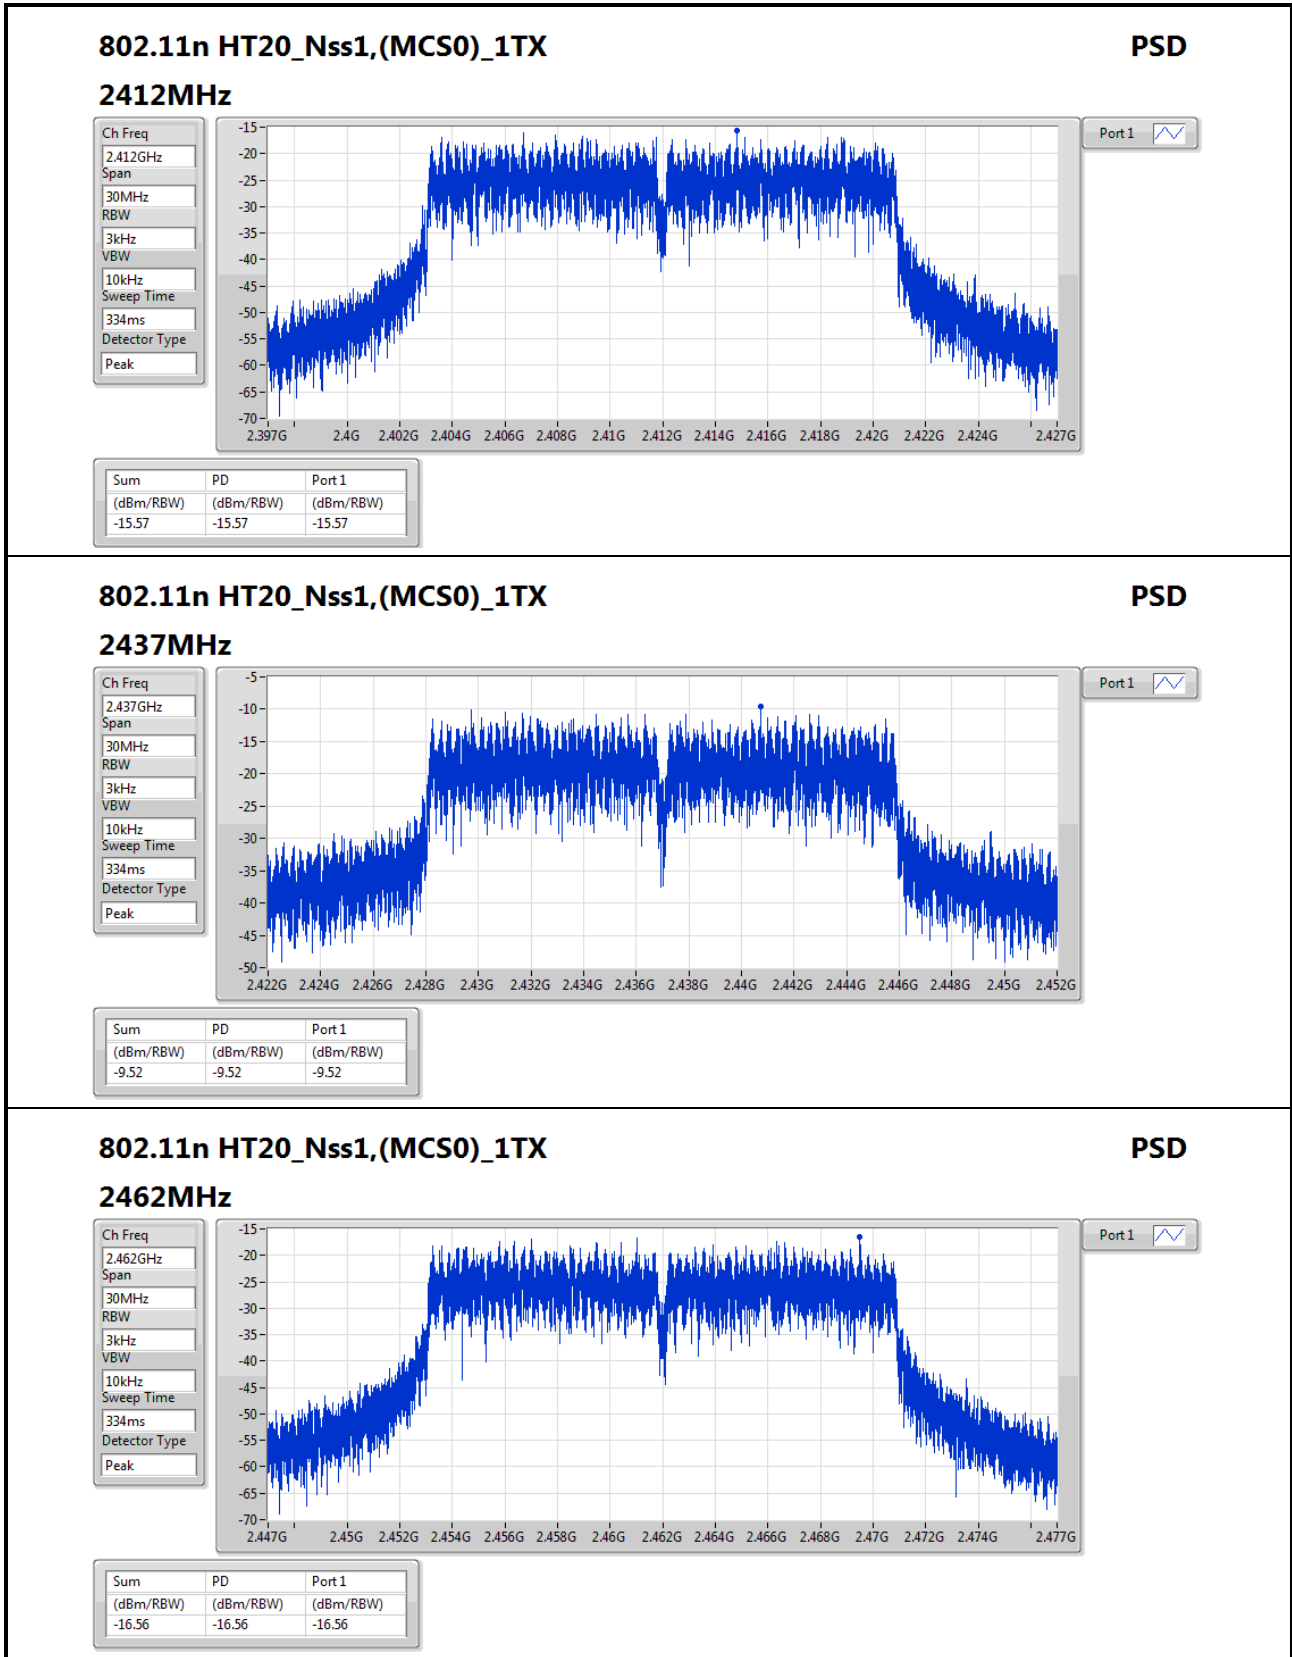 802.11n HT20_Nss1,(MCS0)_1TX PSD
2412MHz
Ch Freq
2.412GHz
Span
30MHz
RBW
3kHz
VBW
10kHz
Sweep Time
334ms
Detector Type
Peak
-15
-20
-25
-30
-35
-40
-45
-50
-55
-60
-65
-70
2.397G 2.4G 2.402G 2.404G 2.406G 2.408G 2.41G 2.412G 2.414G 2.416G 2.418G 2.42G 2.422G 2.424G 2.427G
Port 1
Sum PD Port 1
(dBm/RBW) (dBm/RBW) (dBm/RBW)
-15.57 -15.57 -15.57
802.11n HT20_Nss1,(MCS0)_1TX PSD
2437MHz
Ch Freq
2.437GHz
Span
30MHz
RBW
3kHz
VBW
10kHz
Sweep Time
334ms
Detector Type
Peak
-5
-10
-15
-20
-25
-30
-35
-40
-45
-50
2.422G 2.424G 2.426G 2.428G 2.43G 2.432G 2.434G 2.436G 2.438G 2.44G 2.442G 2.444G 2.446G 2.448G 2.45G 2.452G
Port 1
Sum PD Port 1
(dBm/RBW) (dBm/RBW) (dBm/RBW)
-9.52 -9.52 -9.52
802.11n HT20_Nss1,(MCS0)_1TX PSD
2462MHz
Ch Freq
2.462GHz
Span
30MHz
RBW
3kHz
VBW
10kHz
Sweep Time
334ms
Detector Type
Peak
-15
-20
-25
-30
-35
-40
-45
-50
-55
-60
-65
-70
2.447G 2.45G 2.452G 2.454G 2.456G 2.458G 2.46G 2.462G 2.464G 2.466G 2.468G 2.47G 2.472G 2.474G 2.477G
Port 1
Sum PD Port 1
(dBm/RBW) (dBm/RBW) (dBm/RBW)
-16.56 -16.56 -16.56